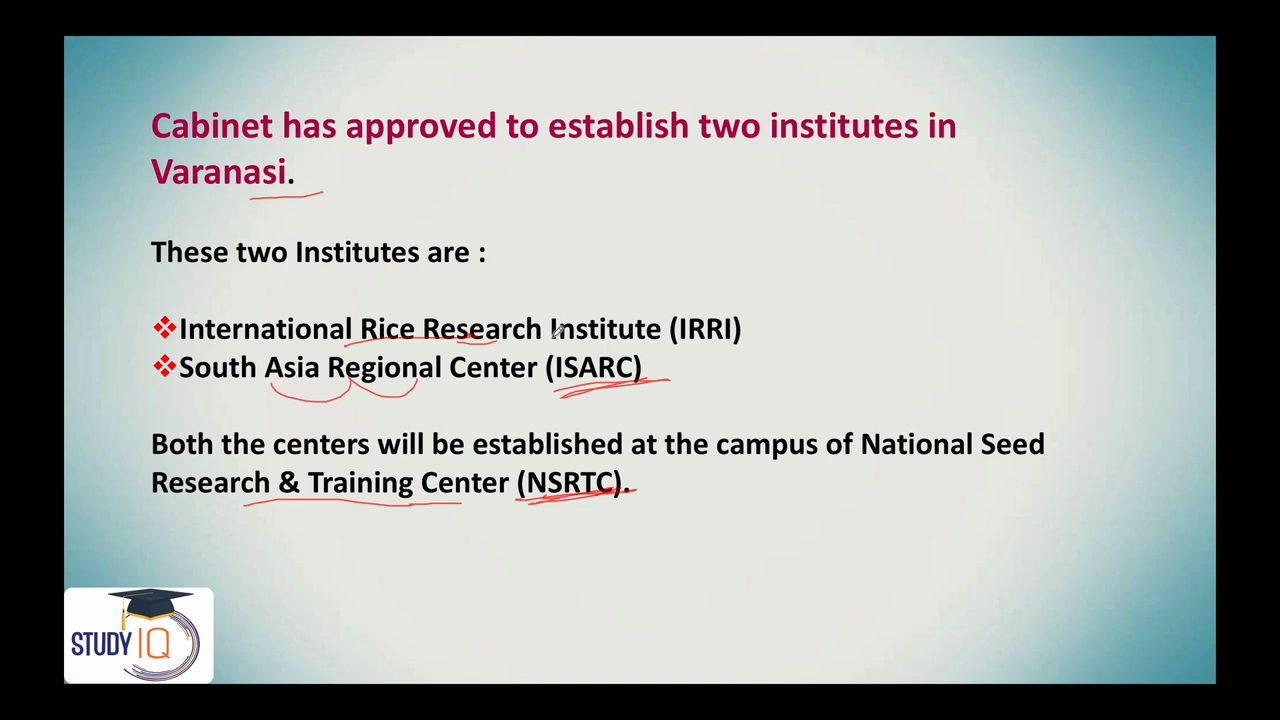 Cabinet has approved to establish two institutes in
Varanasi.
These two Institutes are :
❖International Rice Research Institute (IRRI)
❖South Asia Regional Center (ISARC)
Both the centers will be established at the campus of National Seed
Research & Training Center (NSRTC).
STUDY IQ